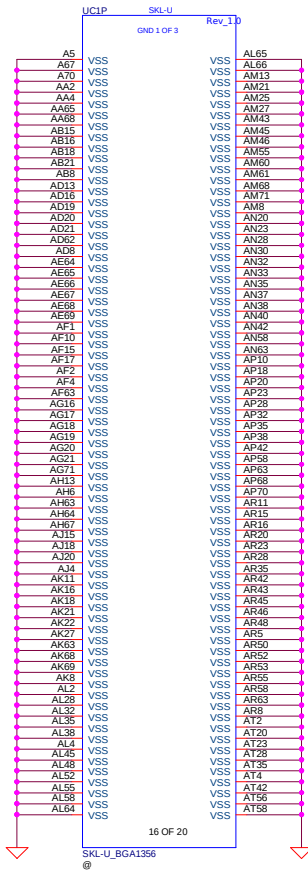 UC1P SKL-U
Rev_1.0
GND 1 OF 3
A5 VSS VSS AL65
A67 VSS VSS AL66
A70 VSS VSS AM13
AA2 VSS VSS AM21
AA4 VSS VSS AM25
AA65 VSS VSS AM27
AA68 VSS VSS AM43
AB15 VSS VSS AM45
AB16 VSS VSS AM46
AB18 VSS VSS AM55
AB21 VSS VSS AM60
AB8 VSS VSS AM61
AD13 VSS VSS AM68
AD16 VSS VSS AM71
AD19 VSS VSS AM8
AD20 VSS VSS AN20
AD21 VSS VSS AN23
AD62 VSS VSS AN28
AD8 VSS VSS AN30
AE64 VSS VSS AN32
AE65 VSS VSS AN33
AE66 VSS VSS AN35
AE67 VSS VSS AN37
AE68 VSS VSS AN38
AE69 VSS VSS AN40
AF1 VSS VSS AN42
AF10 VSS VSS AN58
AF15 VSS VSS AN63
AF17 VSS VSS AP10
AF2 VSS VSS AP18
AF4 VSS VSS AP20
AF63 VSS VSS AP23
AG16 VSS VSS AP28
AG17 VSS VSS AP32
AG18 VSS VSS AP35
AG19 VSS VSS AP38
AG20 VSS VSS AP42
AG21 VSS VSS AP58
AG71 VSS VSS AP63
AH13 VSS VSS AP68
AH6 VSS VSS AP70
AH63 VSS VSS AR11
AH64 VSS VSS AR15
AH67 VSS VSS AR16
AJ15 VSS VSS AR20
AJ18 VSS VSS AR23
AJ20 VSS VSS AR28
AJ4 VSS VSS AR35
AK11 VSS VSS AR42
AK16 VSS VSS AR43
AK18 VSS VSS AR45
AK21 VSS VSS AR46
AK22 VSS VSS AR48
AK27 VSS VSS AR5
AK63 VSS VSS AR50
AK68 VSS VSS AR52
AK69 VSS VSS AR53
AK8 VSS VSS AR55
AL2 VSS VSS AR58
AL28 VSS VSS AR63
AL32 VSS VSS AR8
AL35 VSS VSS AT2
AL38 VSS VSS AT20
AL4 VSS VSS AT23
AL45 VSS VSS AT28
AL48 VSS VSS AT35
AL52 VSS VSS AT4
AL55 VSS VSS AT42
AL58 VSS VSS AT56
AL64 VSS VSS AT58
16 OF 20
SKL-U_BGA1356
@